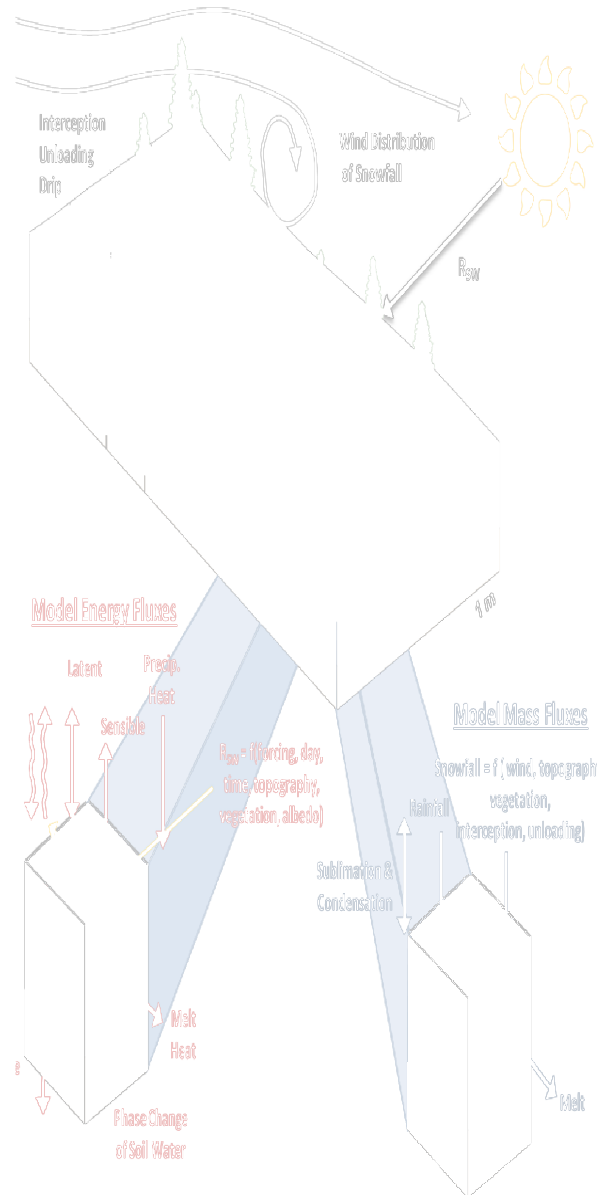 Interception
Unloading
Drip
Wind Distribution
of Snowfall
RSW
1 m
Model Energy Fluxes
Latent
Precip.
Heat
Sensible
RSW = f(forcing, day,
time, topography,
vegetation, albedo)
Melt
Heat
Phase Change
of Soil Water
Model Mass Fluxes
Snowfall = f ( wind, topograph
vegetation,
interception, unloading)
Rainfall
Sublimation &
Condensation
Melt